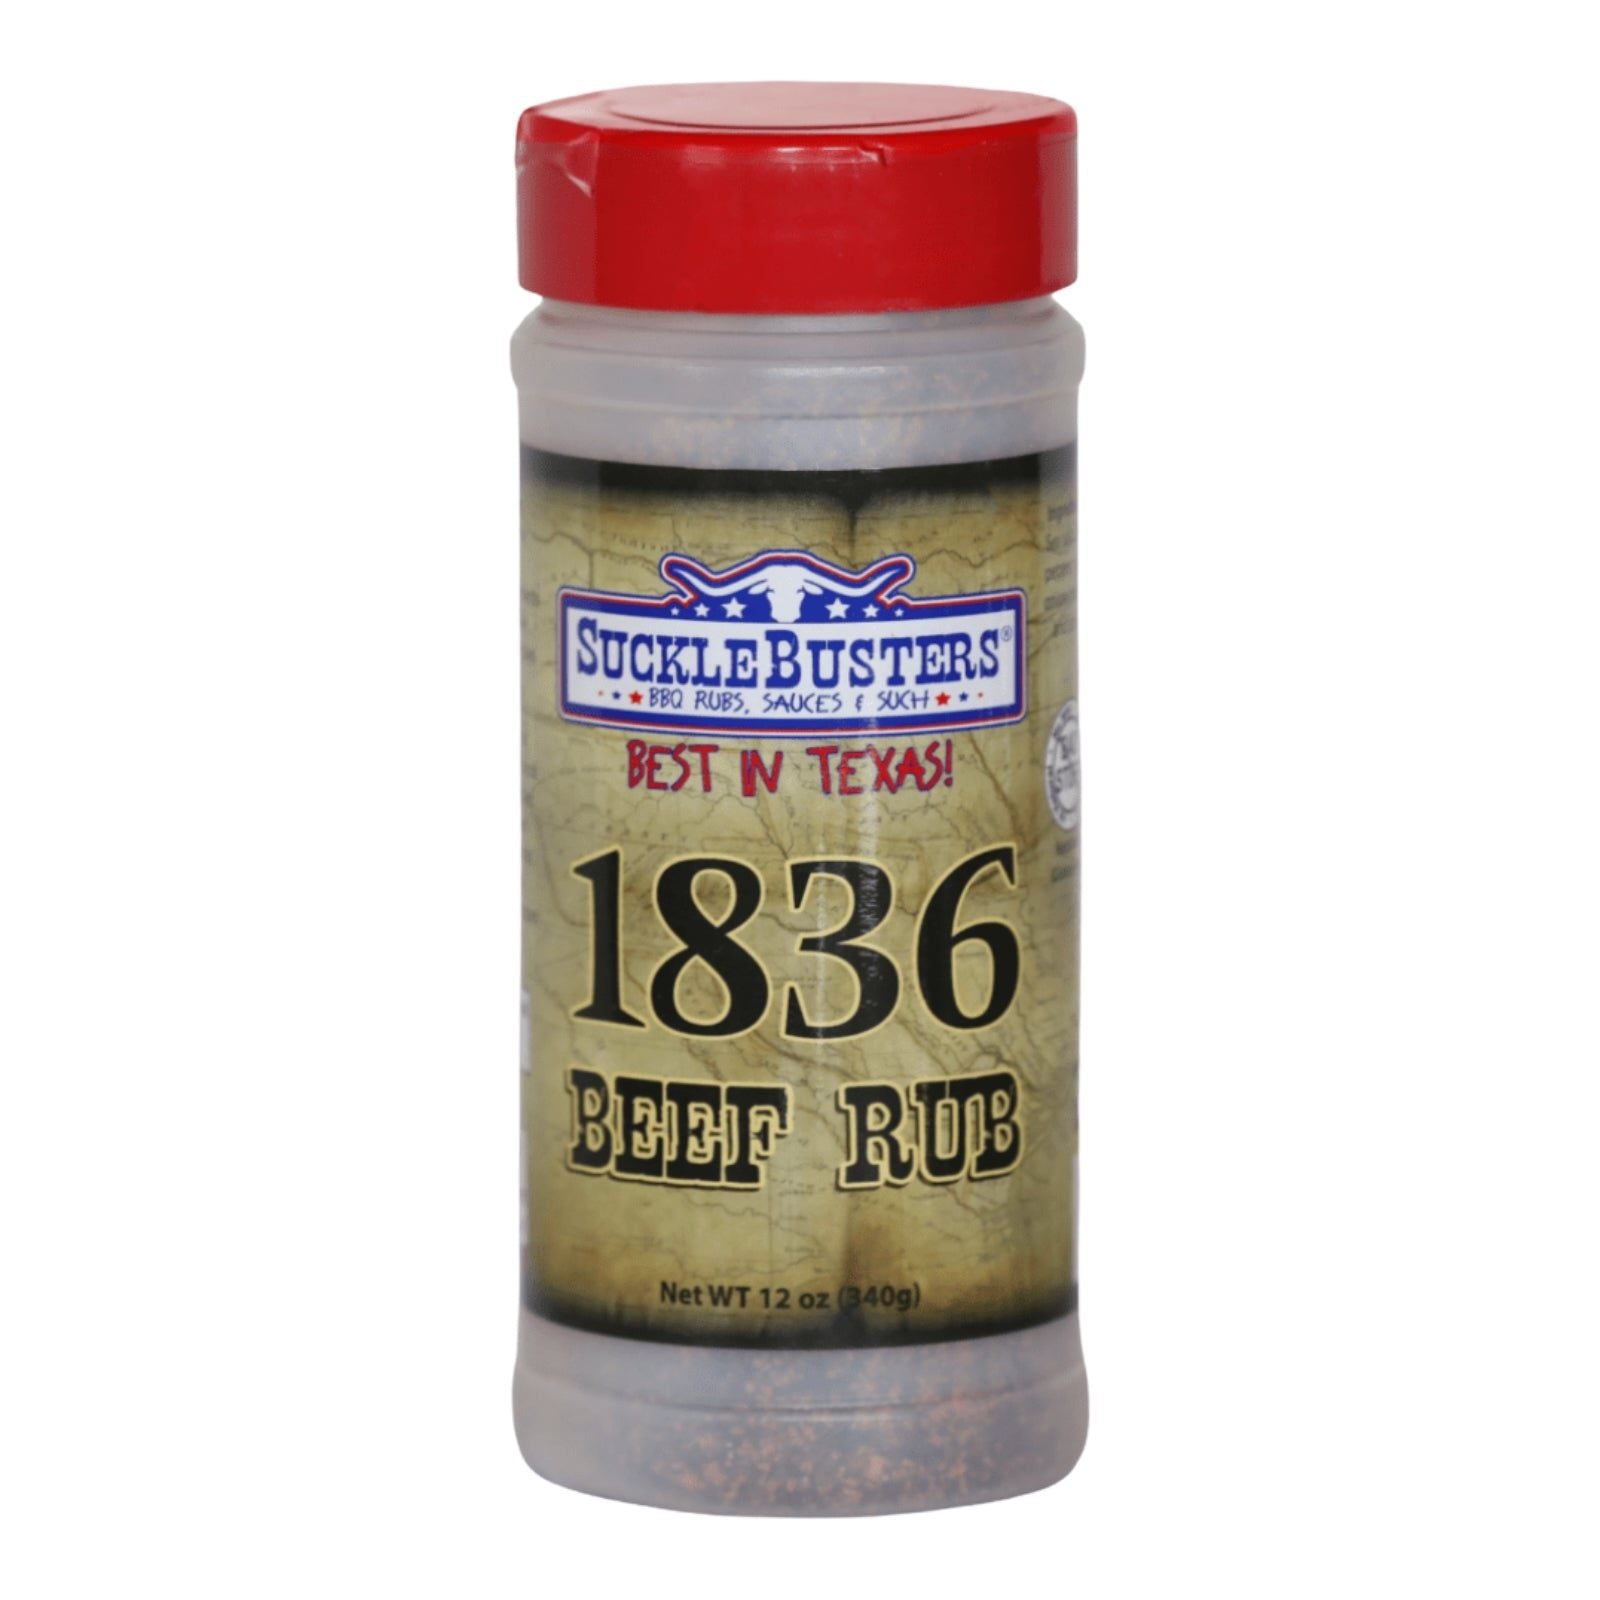 SUCKLEBUSTERS®
BBQ RUBS, SAUCES & SUCH
BEST IN TEXAS!
1836
BEEF RUB
Net WT 12 oz (340g)